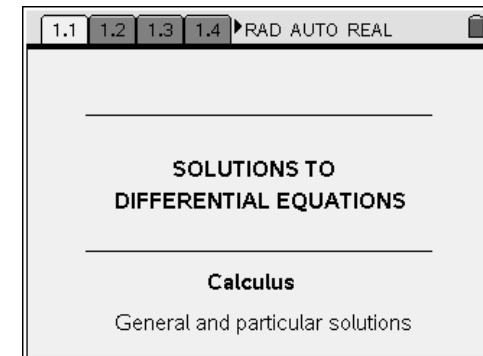 1.1 1.2 1.3 1.4 RAD AUTO REAL
SOLUTIONS TO
DIFFERENTIAL EQUATIONS
Calculus
General and particular solutions